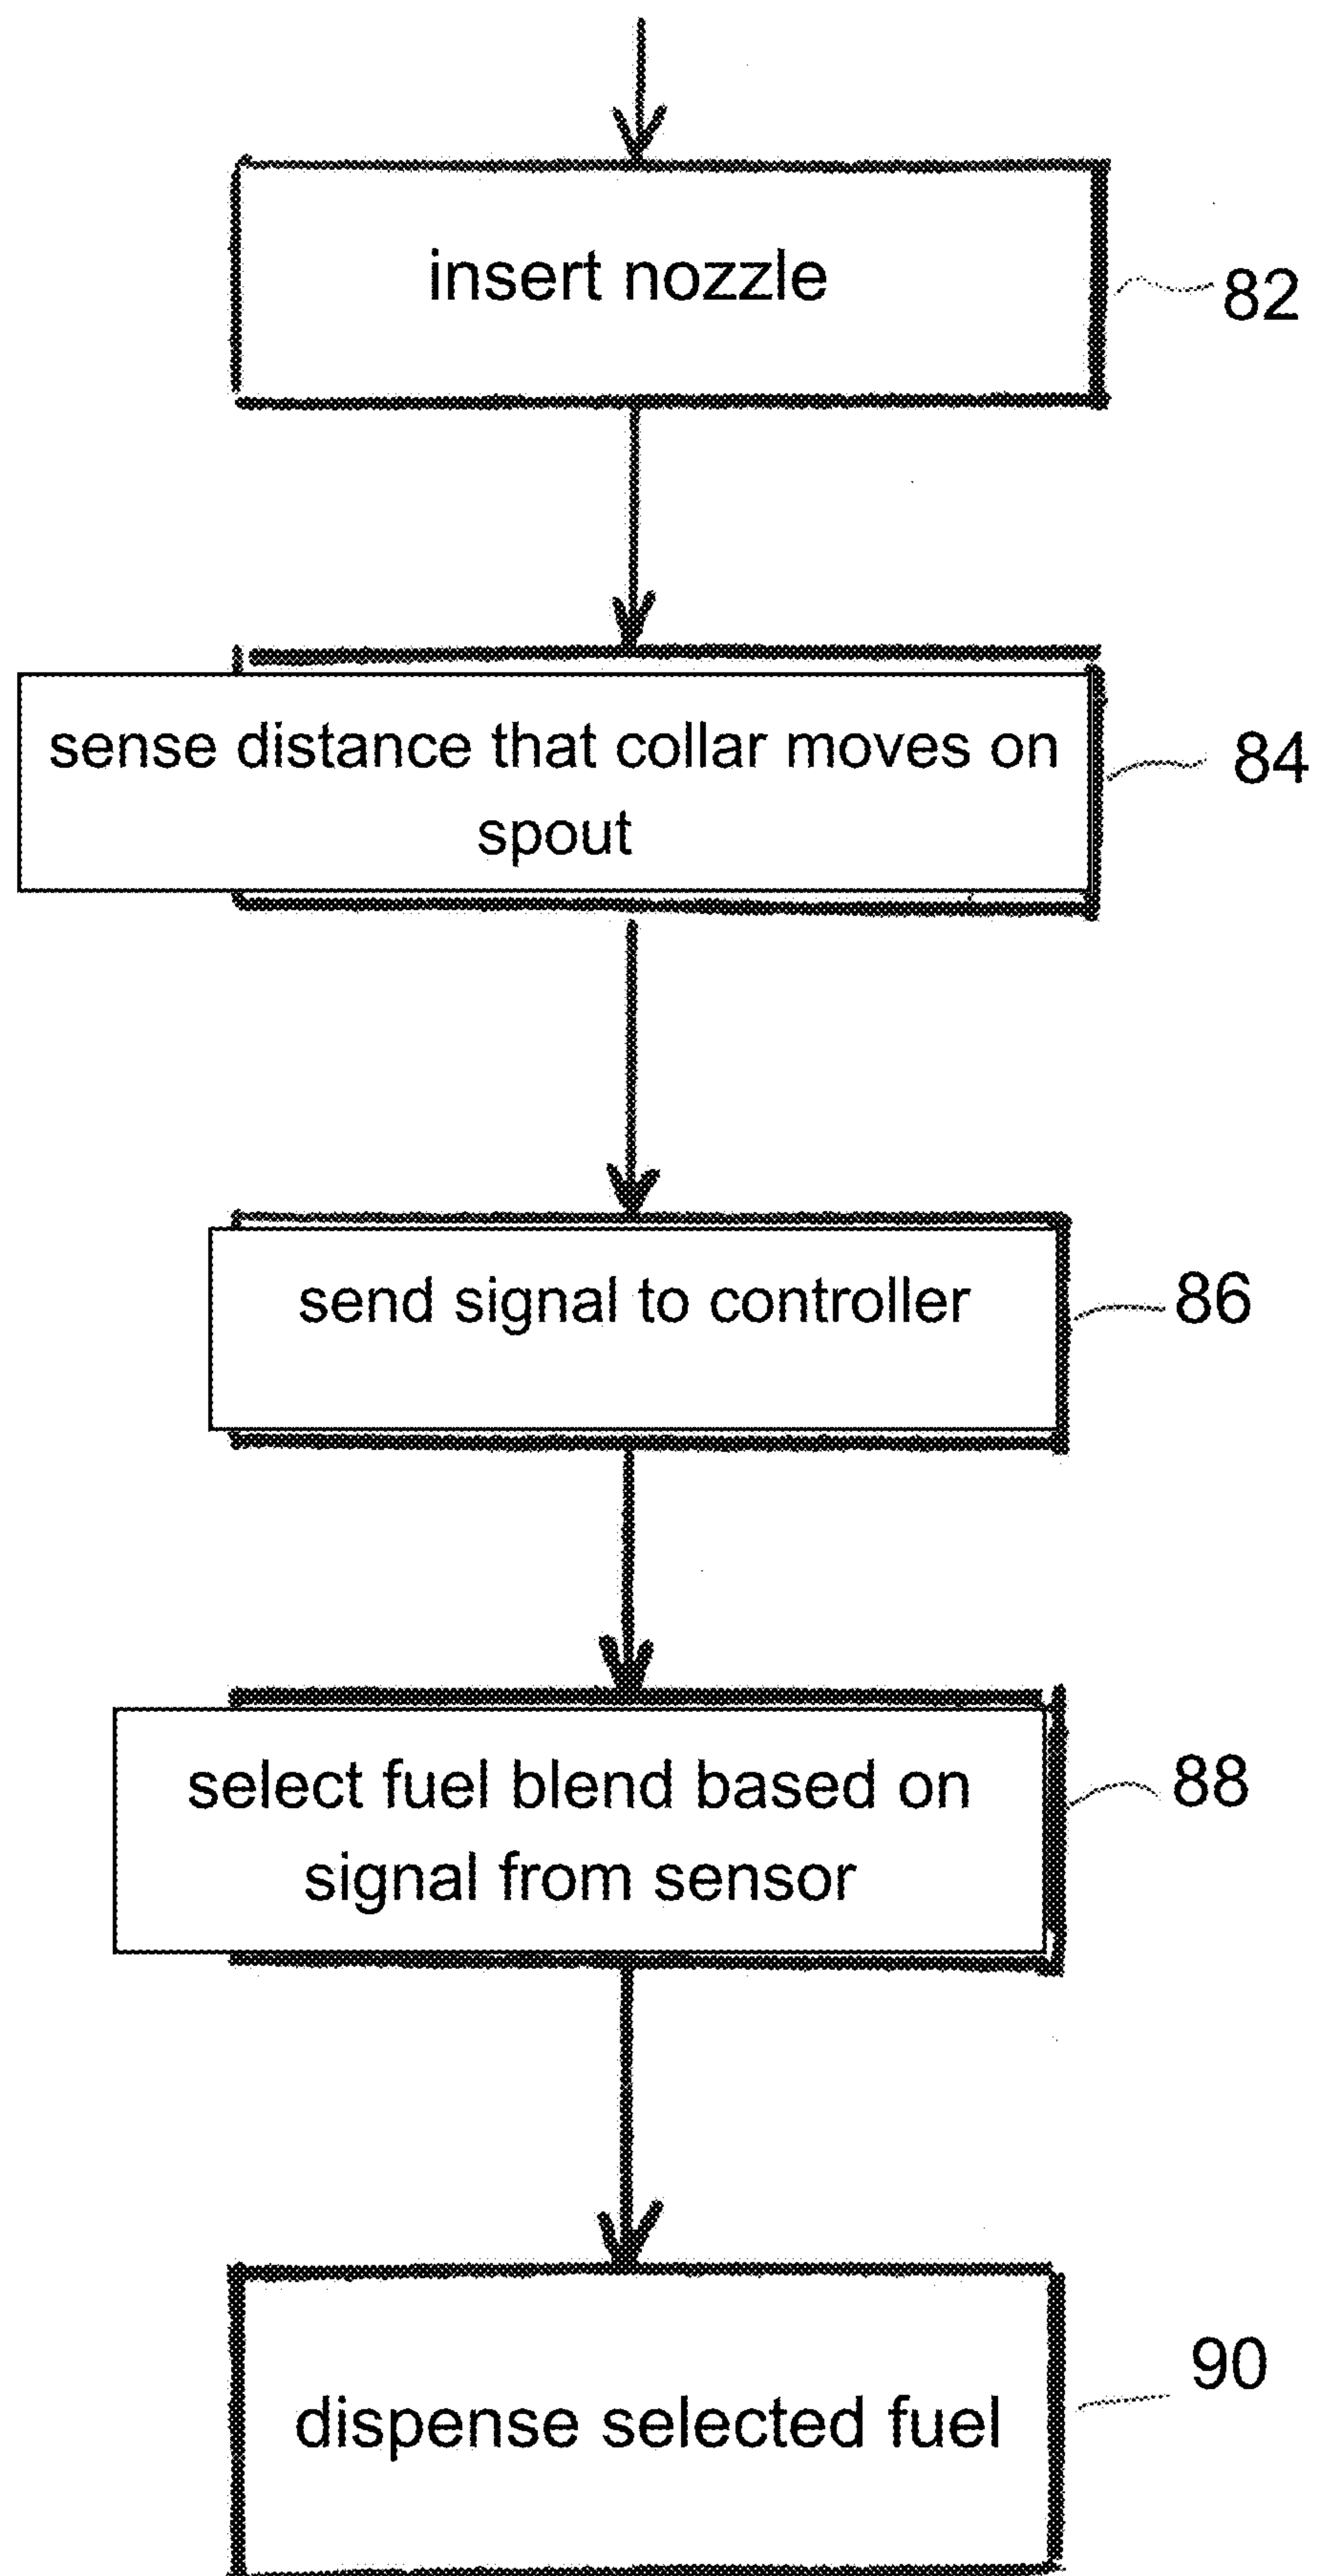 insert nozzle
82
sense distance that collar moves on
spout
84
send signal to controller
86
select fuel blend based on
signal from sensor
88
dispense selected fuel
90